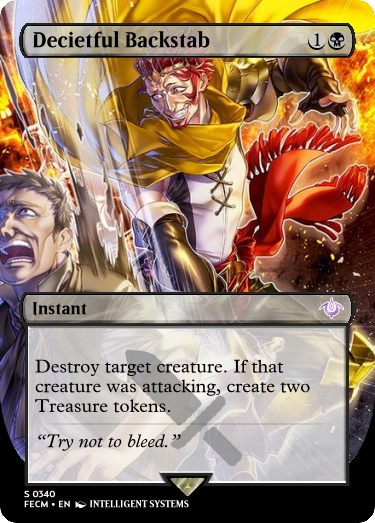 Decietful Backstab 1
Instant
Destroy target creature. If that
creature was attacking, create two
Treasure tokens.
“Try not to bleed.”
S 0340
FECM • EN INTELLIGENT SYSTEMS